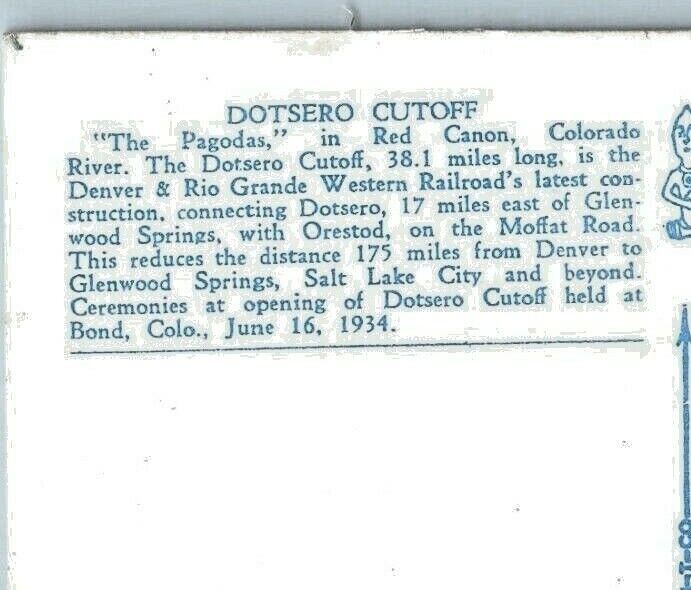 DOTSERO CUTOFF
"The Pagodas," in Red Canon, Colorado
River. The Dotsero Cutoff, 38.1 miles long, is the
Denver & Rio Grande Western Railroad's latest con-
struction, connecting Dotsero, 17 miles east of Glen-
wood Springs, with Orestod, on the Moffat Road.
This reduces the distance 175 miles from Denver to
Glenwood Springs, Salt Lake City and beyond.
Ceremonies at opening of Dotsero Cutoff held at
Bond, Colo., June 16, 1934.